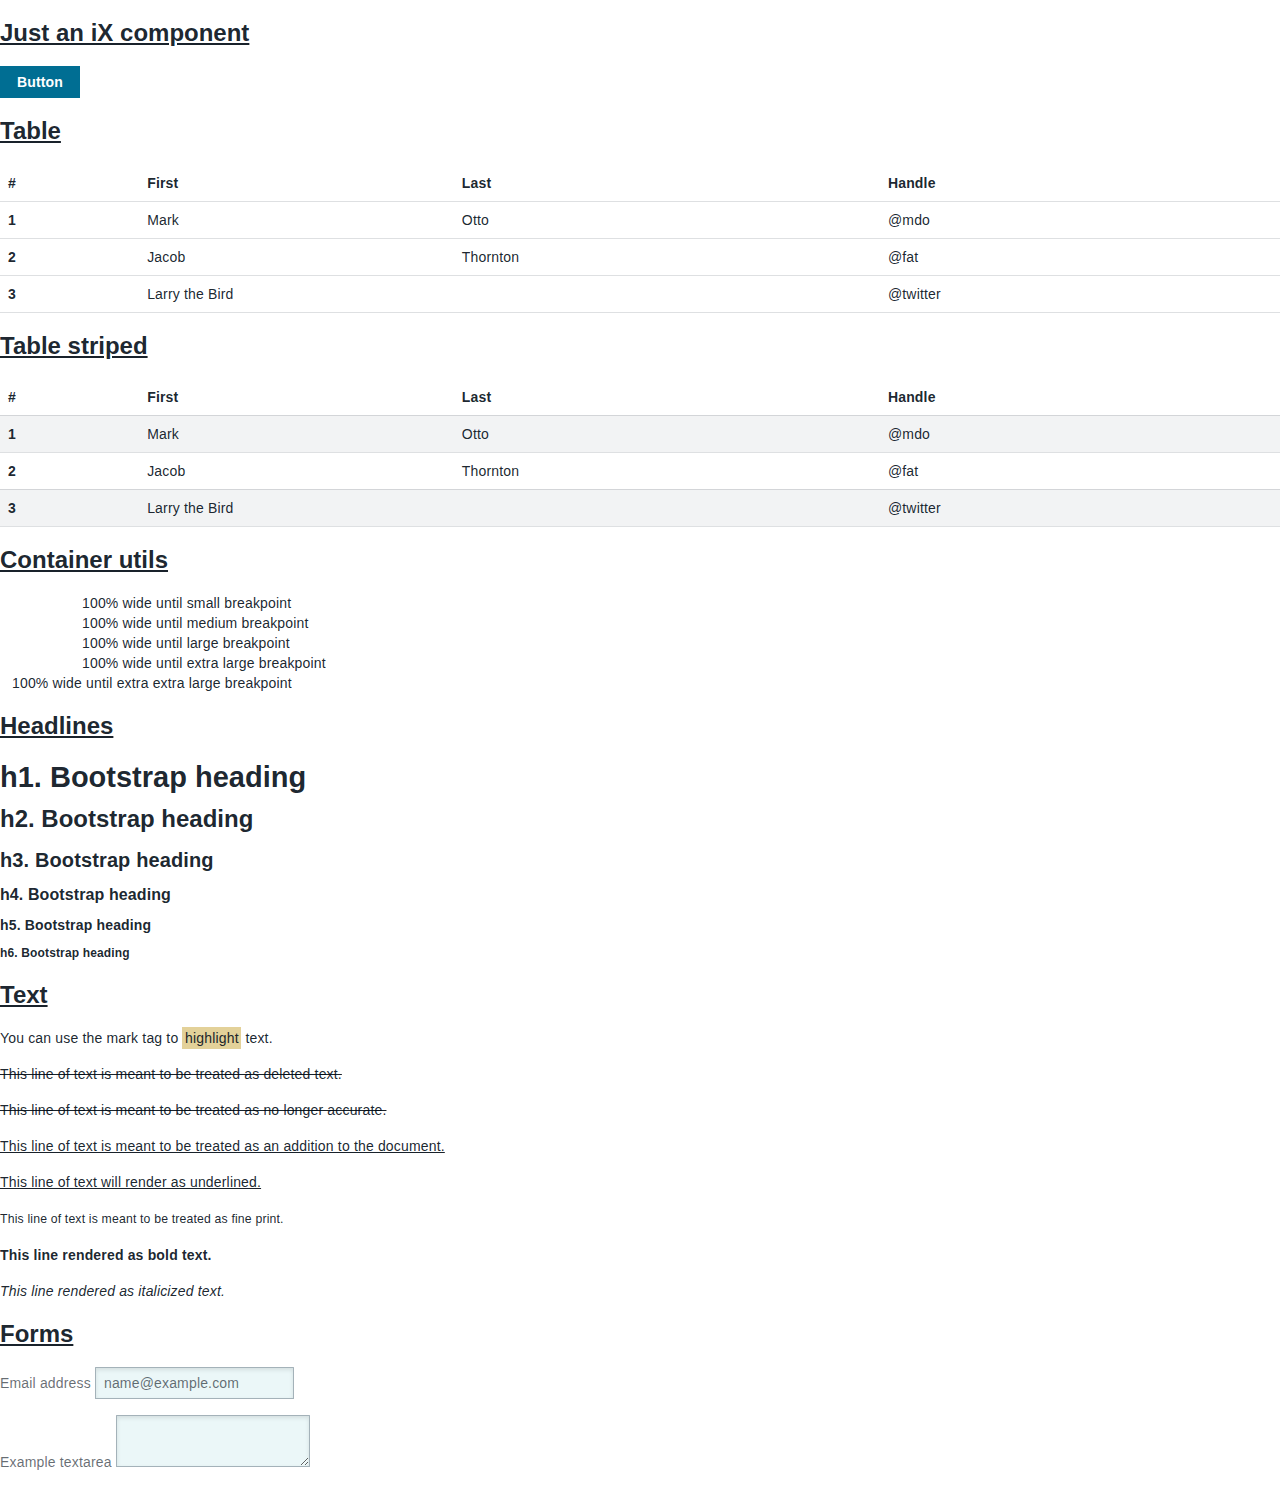 Just an iX component
Button
Table
# First Last Handle
1 Mark Otto @mdo
2 Jacob Thornton @fat
3 Larry the Bird @twitter
Table striped
# First Last Handle
1 Mark Otto @mdo
2 Jacob Thornton @fat
3 Larry the Bird @twitter
Container utils
100% wide until small breakpoint
100% wide until medium breakpoint
100% wide until large breakpoint
100% wide until extra large breakpoint
100% wide until extra extra large breakpoint
Headlines
h1. Bootstrap heading
h2. Bootstrap heading
h3. Bootstrap heading
h4. Bootstrap heading
h5. Bootstrap heading
h6. Bootstrap heading
Text
You can use the mark tag to highlight text.
This line of text is meant to be treated as deleted text.
This line of text is meant to be treated as no longer accurate.
This line of text is meant to be treated as an addition to the document.
This line of text will render as underlined.
This line of text is meant to be treated as fine print.
This line rendered as bold text.
This line rendered as italicized text.
Forms
Email address name@example.com
Example textarea